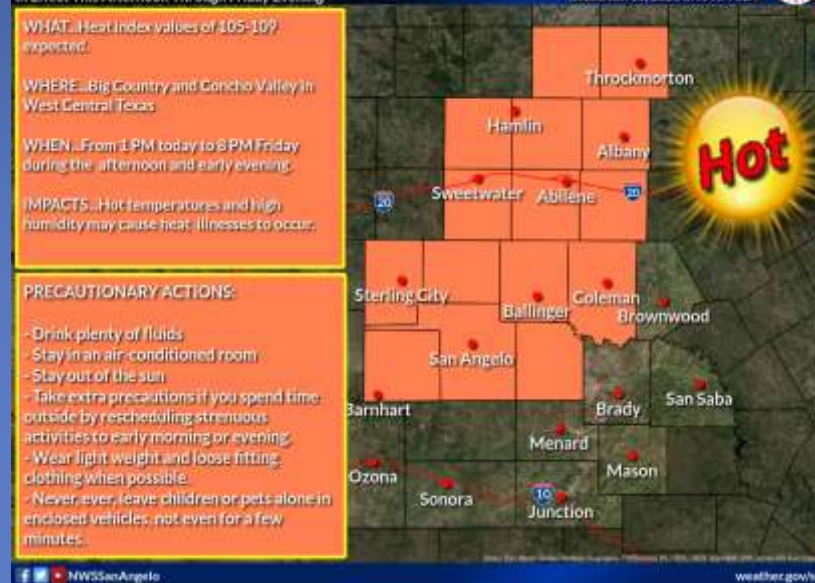 WHAT...Heat index values of 105-109
expected.
WHERE...Big Country and Concho Valley in
West Central Texas
WHEN...From 1 PM today to 8 PM Friday
during the afternoon and early evening.
IMPACTS...Hot temperatures and high
humidity may cause heat illnesses to occur.
PRECAUTIONARY ACTIONS:
- Drink plenty of fluids
- Stay in an air-conditioned room
- Stay out of the sun
- Take extra precautions if you spend time
outside by rescheduling strenuous
activities to early morning or evening.
- Wear light weight and loose fitting
clothing when possible.
- Never, ever, leave children or pets alone in
enclosed vehicles, not even for a few
minutes.
Throckmorton
Hamlin
Albany
Hot
Sweetwater
Abilene
20
20
Sterling City
Ballinger
Coleman
Brownwood
San Angelo
Barnhart
Brady
San Saba
Menard
Ozona
Mason
Sonora
10
Junction
NWSSanAngelo
weather.gov/s